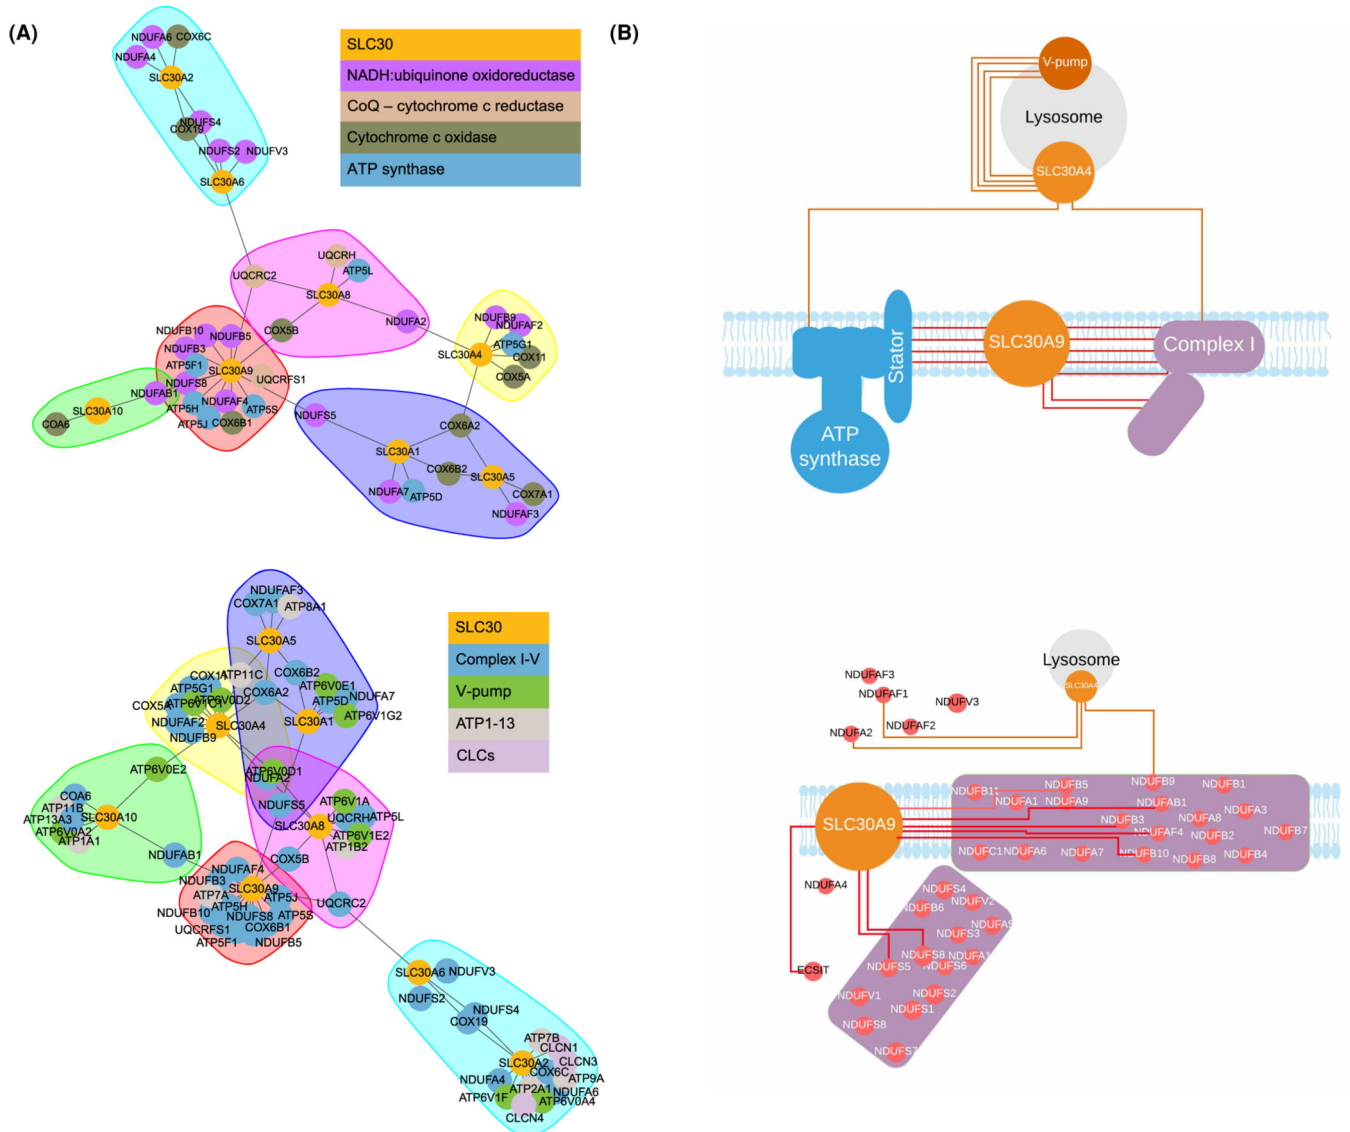 (A)
NDUFA6
COX6C
NDUFA4
SLC30A2
NDUFS4
COX19
NDUFS2
NDUFV3
SLC30A6
SLC30
NADH:ubiquinone oxidoreductase
CoQ – cytochrome c reductase
Cytochrome c oxidase
ATP synthase
UQCRH
UQCRC2
ATP5L
SLC30A8
COX5B
NDUFA2
NDUFB9
NDUFAF2
ATP5G1
SLC30A4
COX11
COX5A
NDUFB10
NDUFB5
NDUFB3
ATP5F1
SLC30A9
UQCRFS1
NDUFS8
NDUFAB1
NDUFAF4
ATP5H
ATP5S
ATP5J
COX6B1
SLC30A10
COA6
NDUFS5
COX6A2
SLC30A1
COX6B2
SLC30A5
NDUFA7
ATP5D
COX7A1
NDUFAF3
NDUFAF3
COX7A1
ATP8A1
SLC30A5
COX11
ATP11C
COX6B2
ATP5G1
COX6A2
ATP6V0E1
COX5A
ATP6V1C1
ATP6V0D2
ATP5D
NDUFA7
NDUFAF2
SLC30A4
SLC30A1
ATP6V1G2
NDUFB9
ATP6V0E2
ATP6V0D1
NDUFA2
NDUFS5
ATP6V1A
COA6
ATP11B
ATP13A3
SLC30A10
ATP6V0A2
ATP1A1
UQCRH
ATP5L
SLC30A8
ATP6V1E2
ATP1B2
NDUFAB1
COX5B
NDUFAF4
NDUFB3
SLC30A9
ATP7A
ATP5J
ATP5H
NDUFB10
NDUFS8
ATP5S
UQCRFS1
COX6B1
ATP5F1
NDUFB5
UQCRC2
SLC30A6
NDUFV3
NDUFS2
NDUFS4
COX19
ATP7B
CLCN1
SLC30A2
CLCN3
COX6C
ATP9A
NDUFA4
ATP2A1
NDUFA6
ATP6V1F
ATP6V0A4
CLCN4
SLC30
Complex I-V
V-pump
ATP1-13
CLCs
(B)
V-pump
Lysosome
SLC30A4
Stator
SLC30A9
Complex I
ATP
synthase
Lysosome
SLC30A4
NDUFAF3
NDUFAF1
NDUFV3
NDUFAF2
NDUFA2
SLC30A9
NDUFB11
NDUFB5
NDUFB9
NDUFB1
NDUFA1
NDUFA9
NDUFAB1
NDUFA3
NDUFB3
NDUFA8
NDUFAF4
NDUFB2
NDUFB7
NDUFC1
NDUFA6
NDUFA7
NDUFB10
NDUFB8
NDUFB4
NDUFA4
NDUFS4
NDUFB6
NDUFV2
NDUFS3
NDUFA5
NDUFS8
NDUFA1
NDUFS5
NDUFS6
ECSIT
NDUFV1
NDUFS2
NDUFS1
NDUFS8
NDUFS7